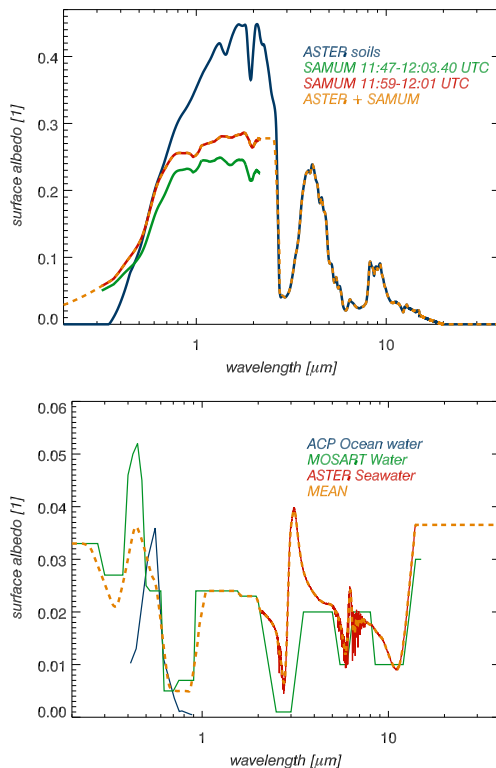 0.4
0.3
0.2
0.1
0.0
surface albedo [1]
ASTER soils
SAMUM 11:47-12:03.40 UTC
SAMUM 11:59-12:01 UTC
ASTER + SAMUM
1
10
wavelength [μm]
0.06
0.05
0.04
0.03
0.02
0.01
0.00
surface albedo [1]
ACP Ocean water
MOSART Water
ASTER Seawater
MEAN
1
10
wavelength [μm]